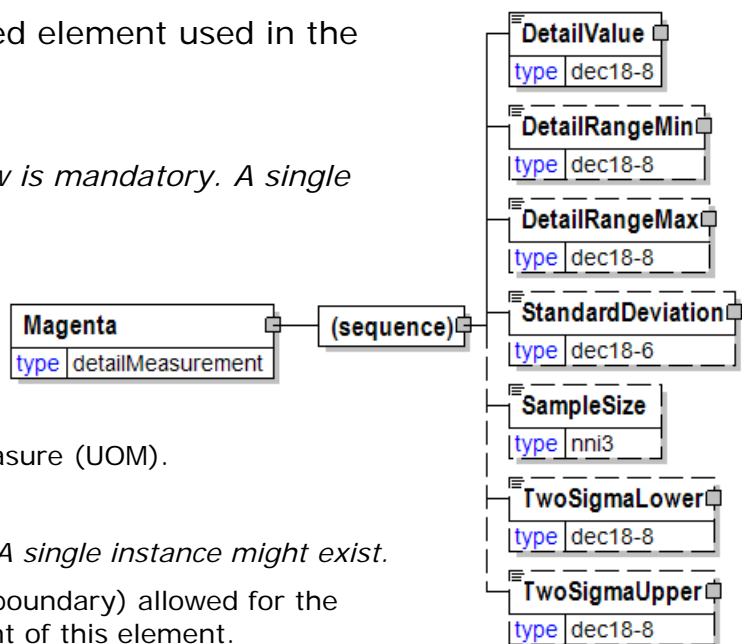 ed element used in the
w is mandatory. A single
asure (UOM).
A single instance might exist.
boundary) allowed for the
nt of this element.
Magenta
type detailMeasurement
(sequence)
DetailValue
type dec18-8
DetailRangeMin
type dec18-8
DetailRangeMax
type dec18-8
StandardDeviation
type dec18-6
SampleSize
type nni3
TwoSigmaLower
type dec18-8
TwoSigmaUpper
type dec18-8